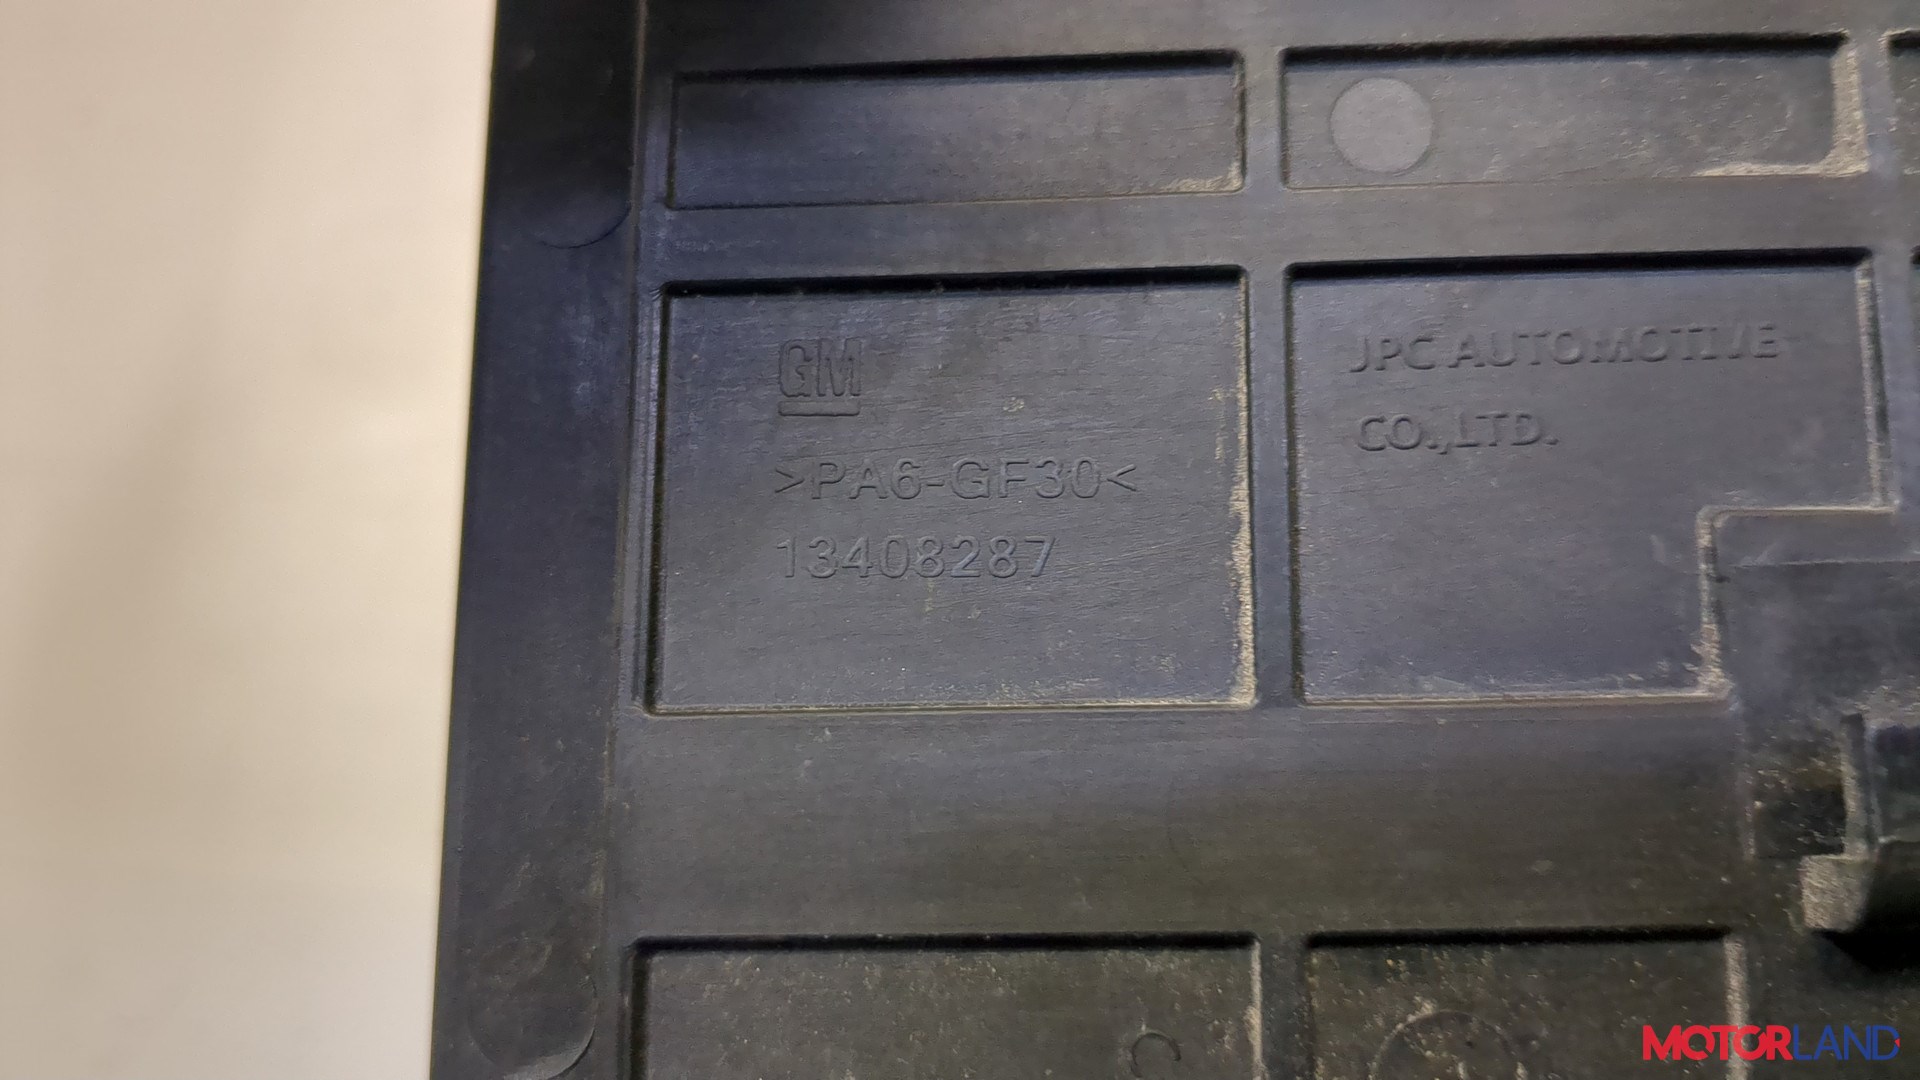 GM
>PA6-GF30<
13408287
JPC AUTOMOTIVE
CO.,LTD.
MOTORLAND